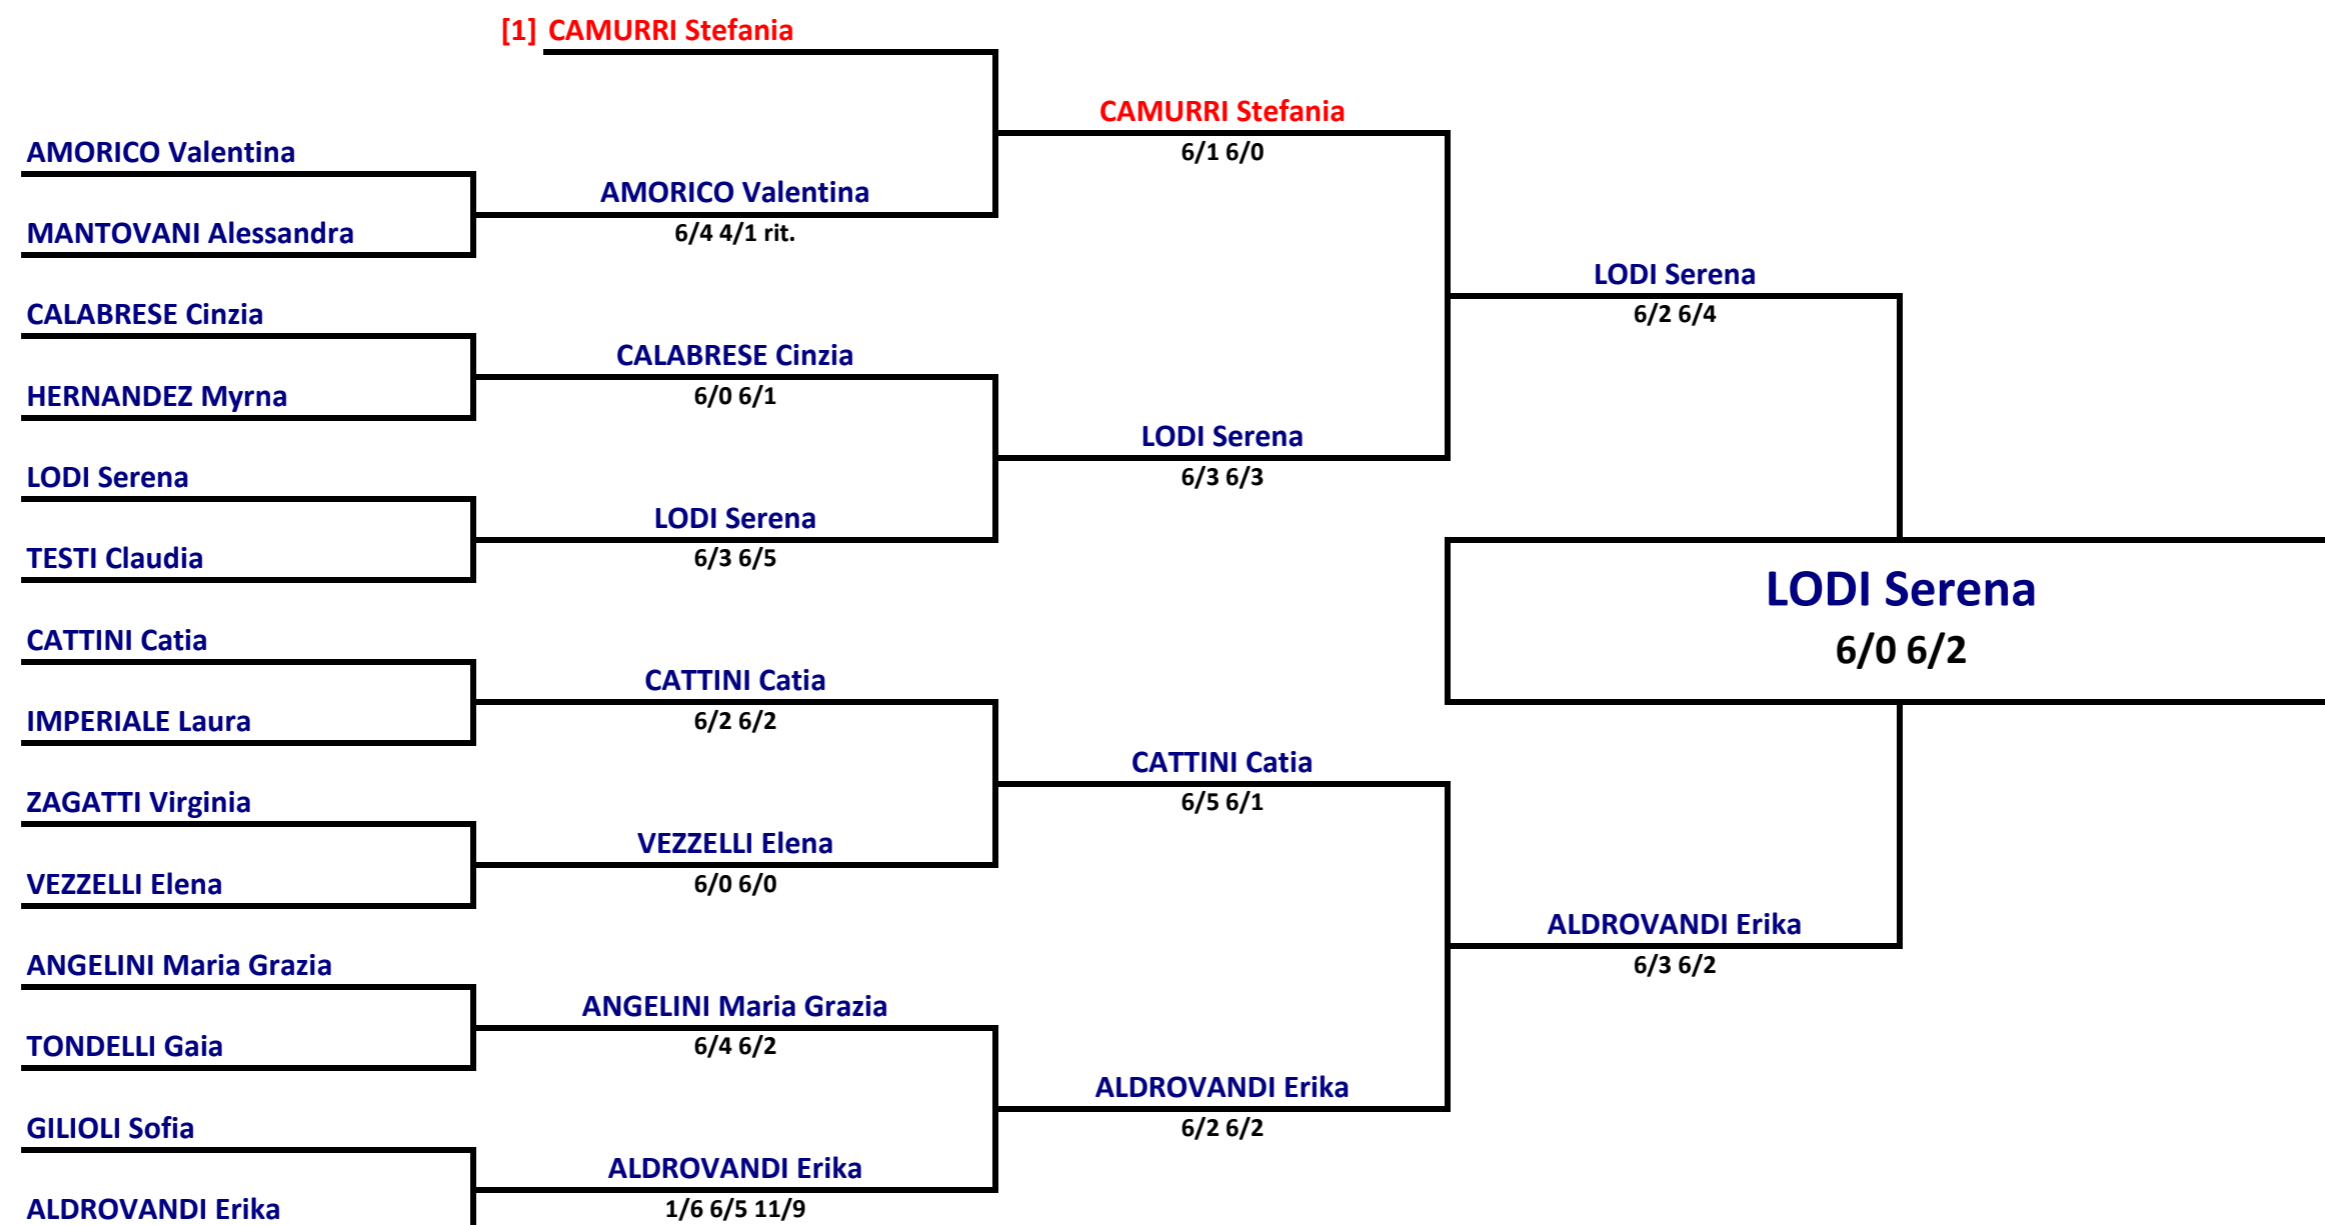 [1] CAMURRI Stefania
CAMURRI Stefania
6/1 6/0
AMORICO Valentina
AMORICO Valentina
6/4 4/1 rit.
MANTOVANI Alessandra
LODI Serena
6/2 6/4
CALABRESE Cinzia
CALABRESE Cinzia
6/0 6/1
HERNANDEZ Myrna
LODI Serena
6/3 6/3
LODI Serena
LODI Serena
6/3 6/5
TESTI Claudia
LODI Serena
6/0 6/2
CATTINI Catia
CATTINI Catia
6/2 6/2
IMPERIALE Laura
CATTINI Catia
6/5 6/1
ZAGATTI Virginia
VEZZELLI Elena
6/0 6/0
VEZZELLI Elena
ALDROVANDI Erika
6/3 6/2
ANGELINI Maria Grazia
ANGELINI Maria Grazia
6/4 6/2
TONDELLI Gaia
ALDROVANDI Erika
6/2 6/2
GILIOLI Sofia
ALDROVANDI Erika
1/6 6/5 11/9
ALDROVANDI Erika